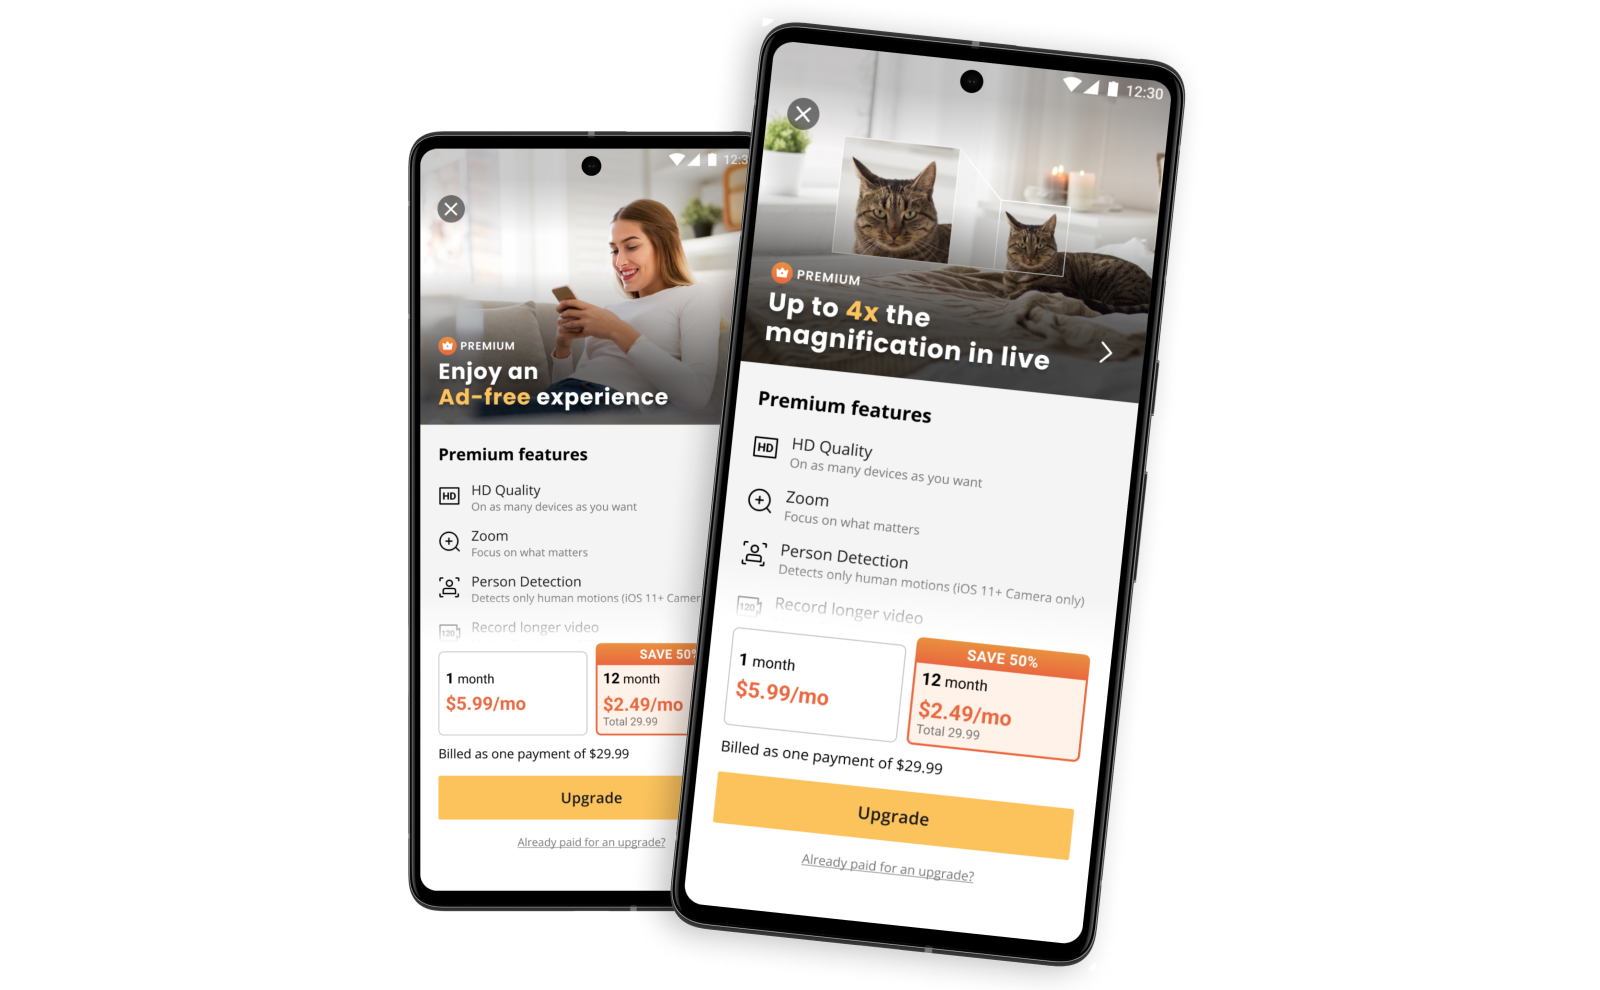 12:3
PREMIUM
Enjoy an
Ad-free experience
Premium features
HD
HD Quality
On as many devices as you want
Zoom
Focus on what matters
Person Detection
Detects only human motions (iOS 11+ Camer
120
Record longer video
SAVE 50%
1 month
$5.99/mo
12 month
$2.49/mo
Total 29.99
Billed as one payment of $29.99
Upgrade
Already paid for an upgrade?
12:30
PREMIUM
Up to 4x the
magnification in live
Premium features
HD
HD Quality
On as many devices as you want
Zoom
Focus on what matters
Person Detection
Detects only human motions (iOS 11+ Camera only)
120
Record longer video
SAVE 50%
1 month
$5.99/mo
12 month
$2.49/mo
Total 29.99
Billed as one payment of $29.99
Upgrade
Already paid for an upgrade?